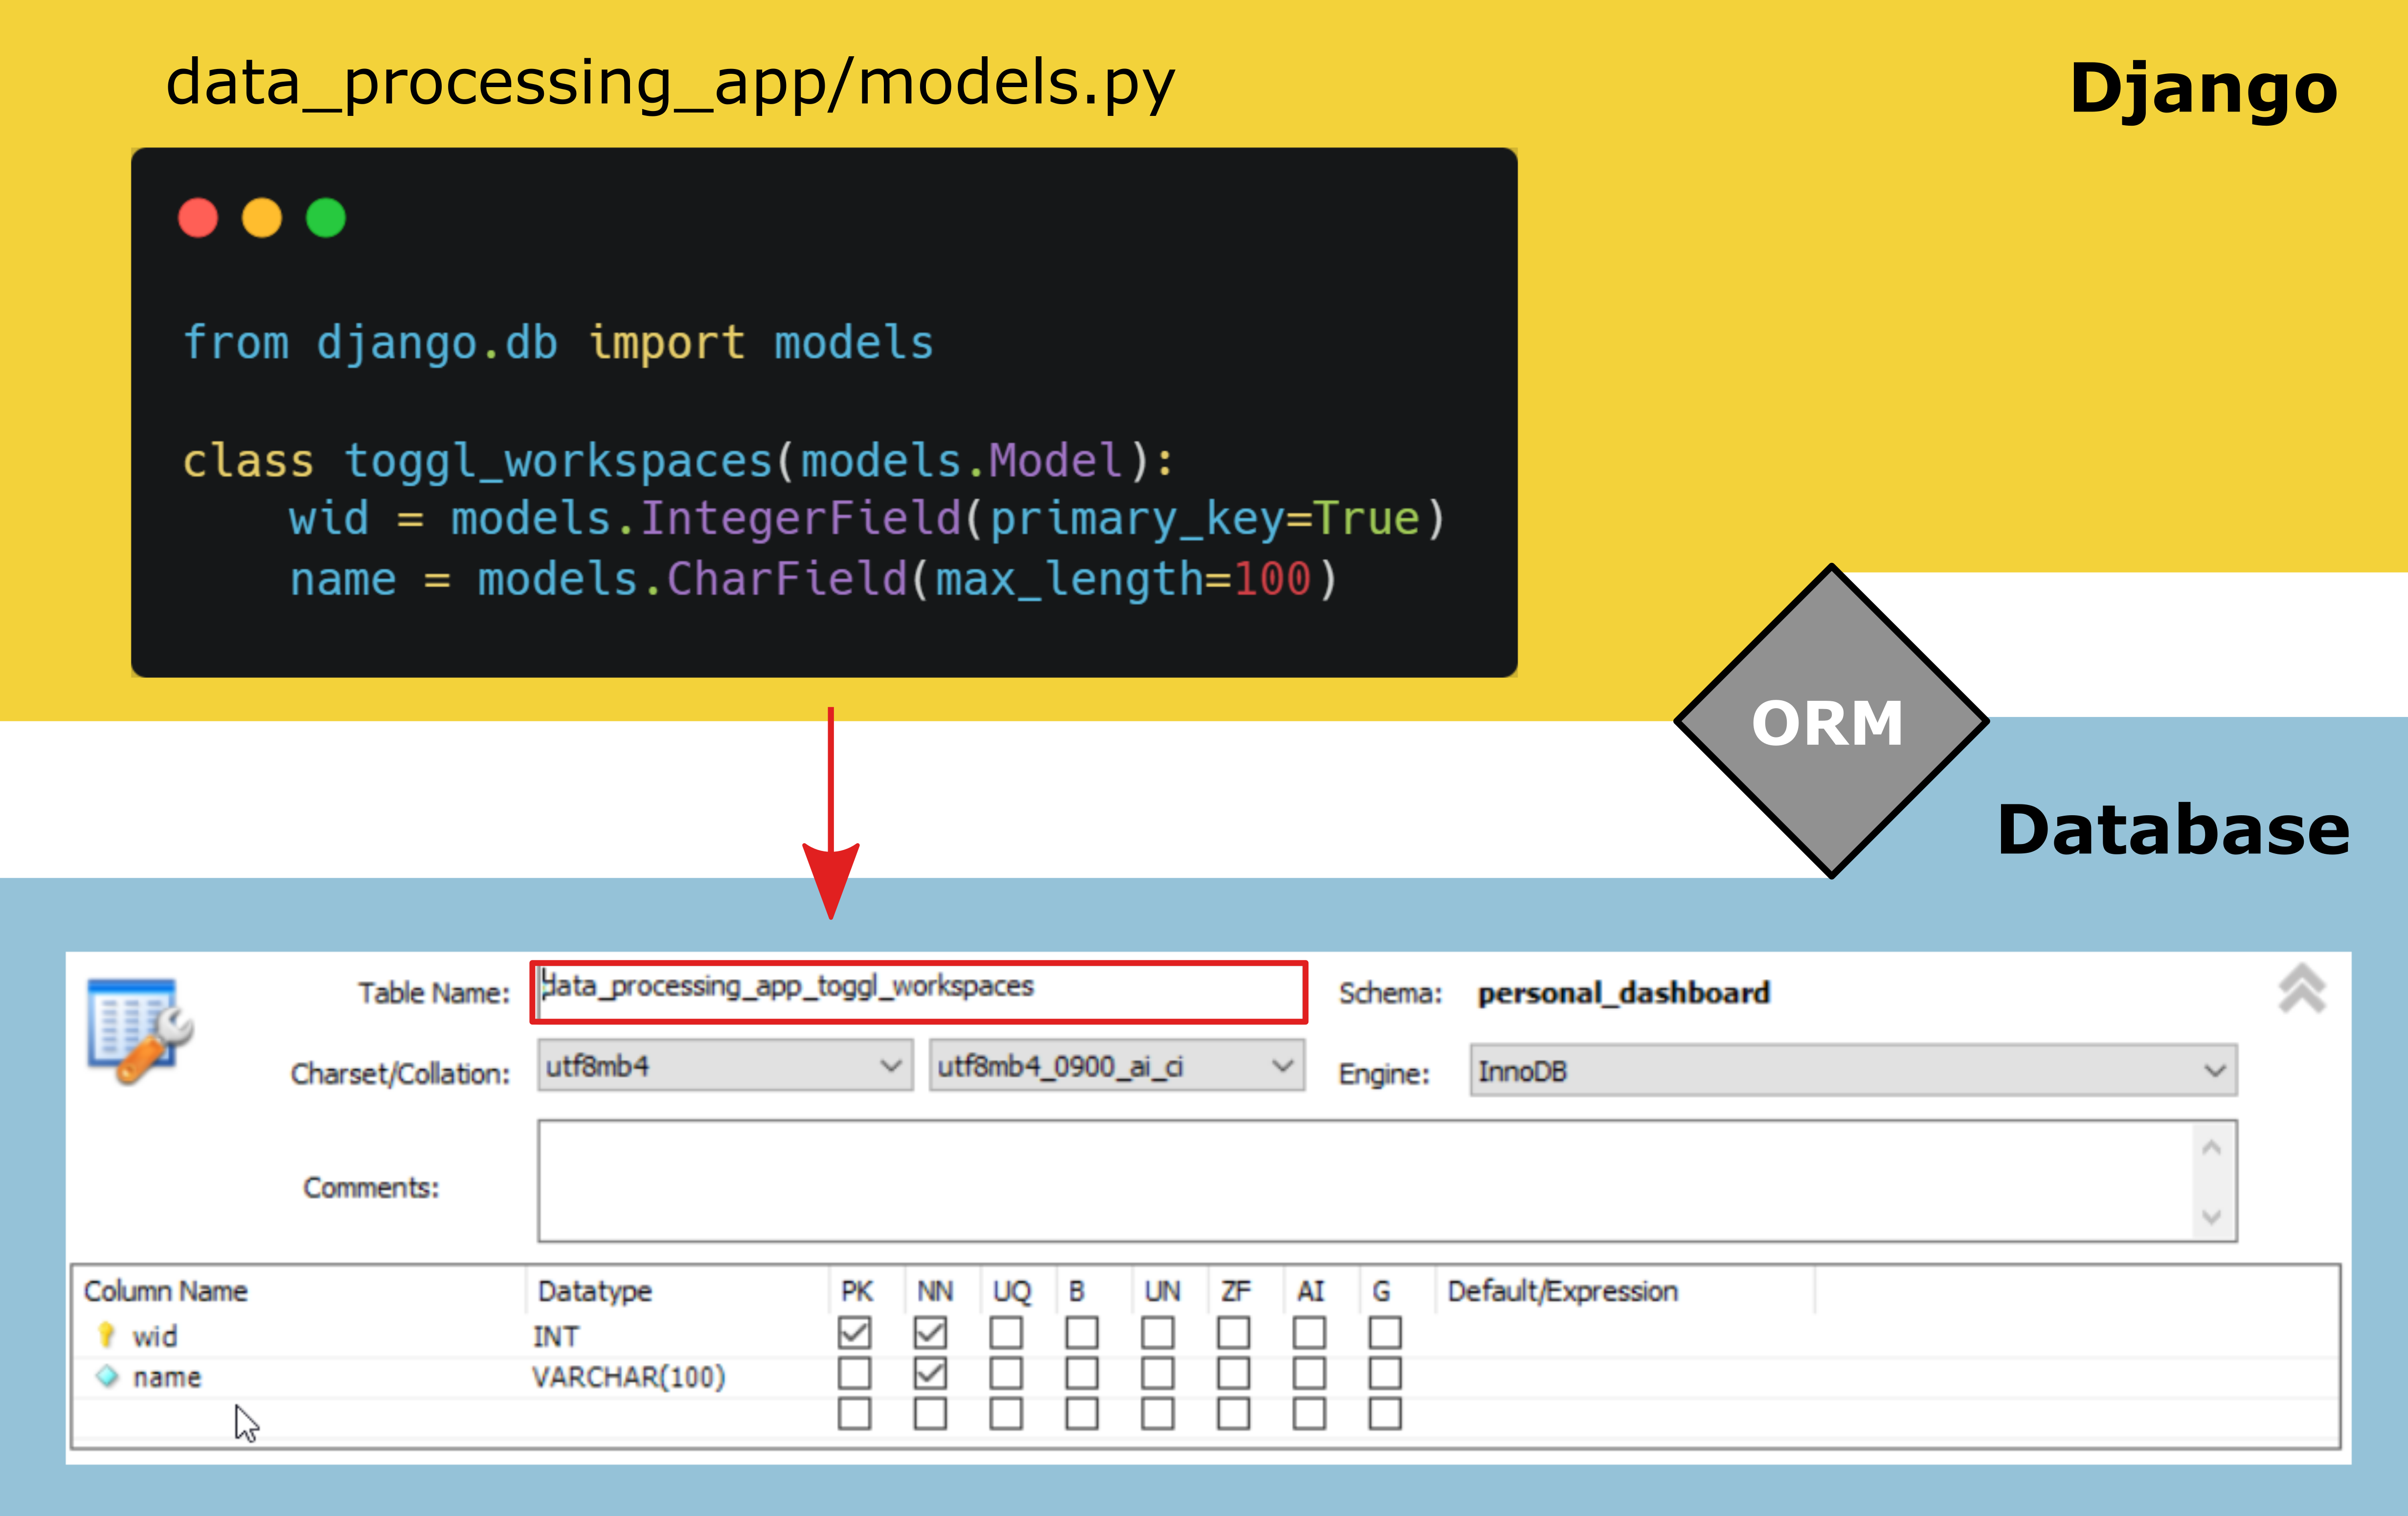 data_processing_app/models.py
Django
from django.db import models
class toggl_workspaces(models.Model):
wid = models.IntegerField(primary_key=True)
name = models.CharField(max_length=100)
ORM
Database
Table Name: data_processing_app_toggl_workspaces Schema: personal_dashboard
Charset/Collation: utf8mb4 utf8mb4_0900_ai_ci Engine: InnoDB
Comments:
Column Name Datatype PK NN UQ B UN ZF AI G Default/Expression
wid INT
name VARCHAR(100)